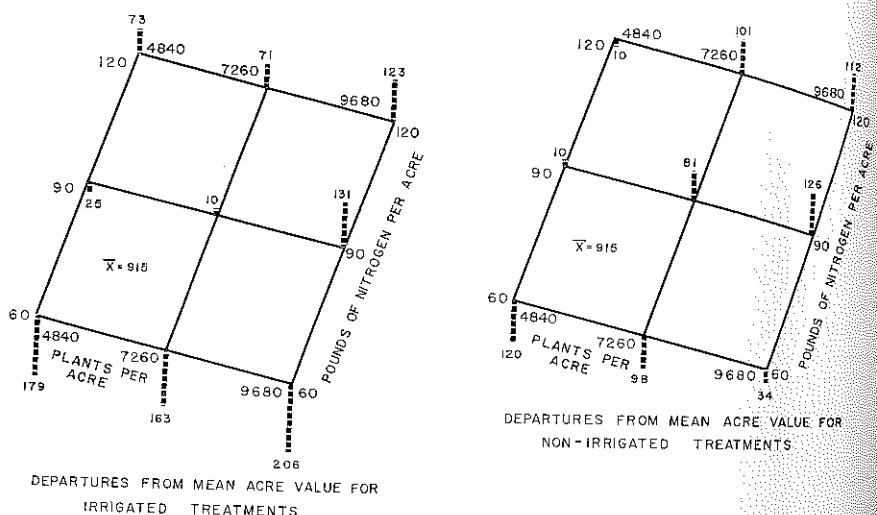 73
120 4840
7260 71
9680 123
120
90
25
10
131
90
X̄ = 915
60
4840
PLANTS PER
ACRE
7260
9680 60
179
163
206
POUNDS OF NITROGEN PER ACRE
DEPARTURES FROM MEAN ACRE VALUE FOR
IRRIGATED TREATMENTS
120 4840
10
7260 101
9680 112
120
10
90
81
126
90
X̄ = 915
60
4840
PLANTS PER
ACRE
7260
9680 60
120
98
34
POUNDS OF NITROGEN PER ACRE
DEPARTURES FROM MEAN ACRE VALUE FOR
NON-IRRIGATED TREATMENTS